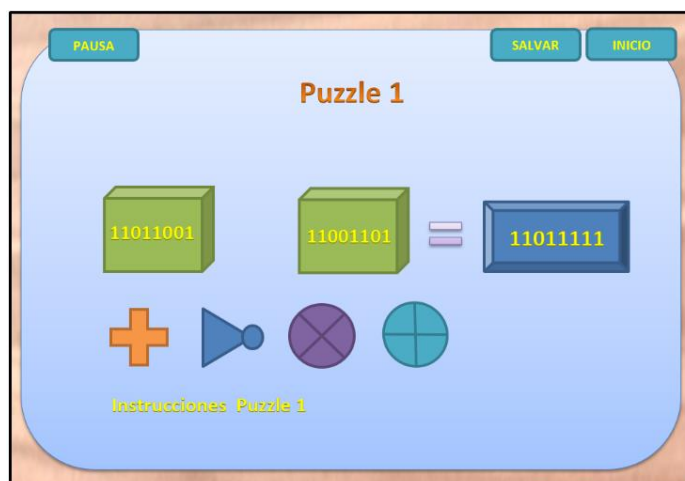 PAUSA
SALVAR
INICIO
Puzzle 1
11011001
11001101
=
11011111
Instrucciones Puzzle 1